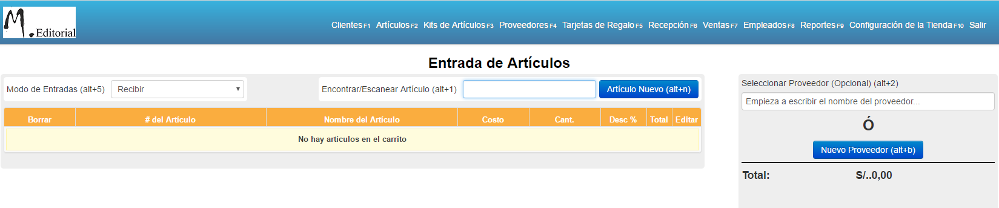 M. Editorial
Clientes F1 Artículos F2 Kits de Artículos F3 Proveedores F4 Tarjetas de Regalo F5 Recepción F6 Ventas F7 Empleados F8 Reportes F9 Configuración de la Tienda F10 Salir
Entrada de Artículos
Modo de Entradas (alt+5) Recibir
Encontrar/Escanear Artículo (alt+1) Artículo Nuevo (alt+n)
Borrar # del Artículo Nombre del Artículo Costo Cant. Desc % Total Editar
No hay artículos en el carrito
Seleccionar Proveedor (Opcional) (alt+2)
Empieza a escribir el nombre del proveedor...
Ó
Nuevo Proveedor (alt+b)
Total: S/..0,00